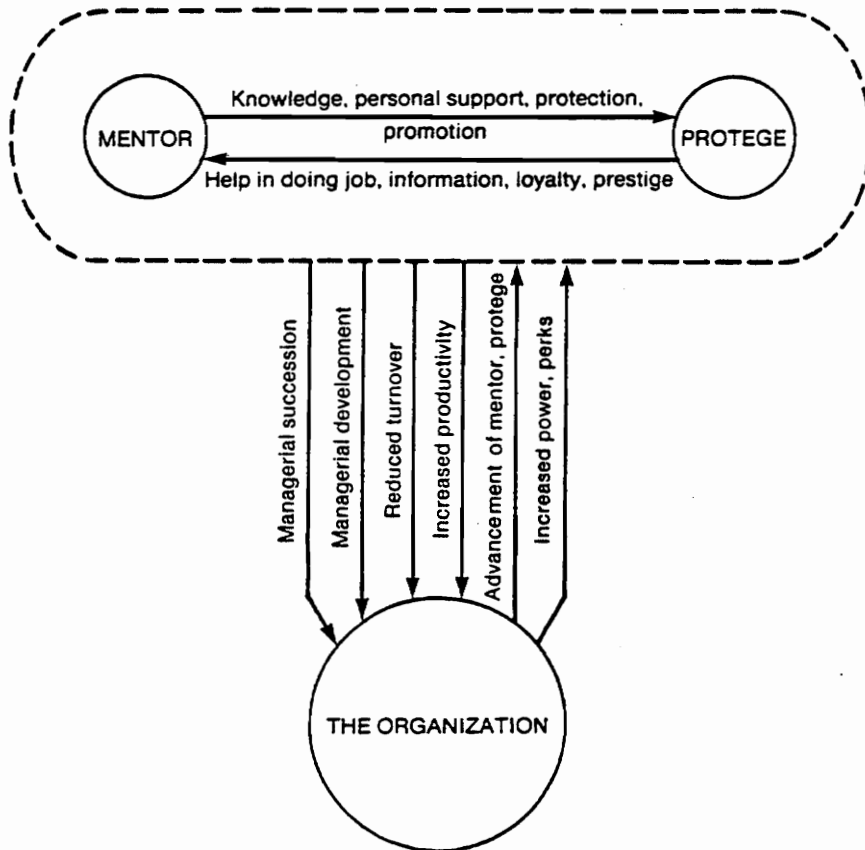 Knowledge, personal support, protection,
MENTOR
promotion
PROTEGE
Help in doing job, information, loyalty, prestige
Managerial succession
Managerial development
Reduced turnover
Increased productivity
Advancement of mentor, protege
Increased power, perks
THE ORGANIZATION